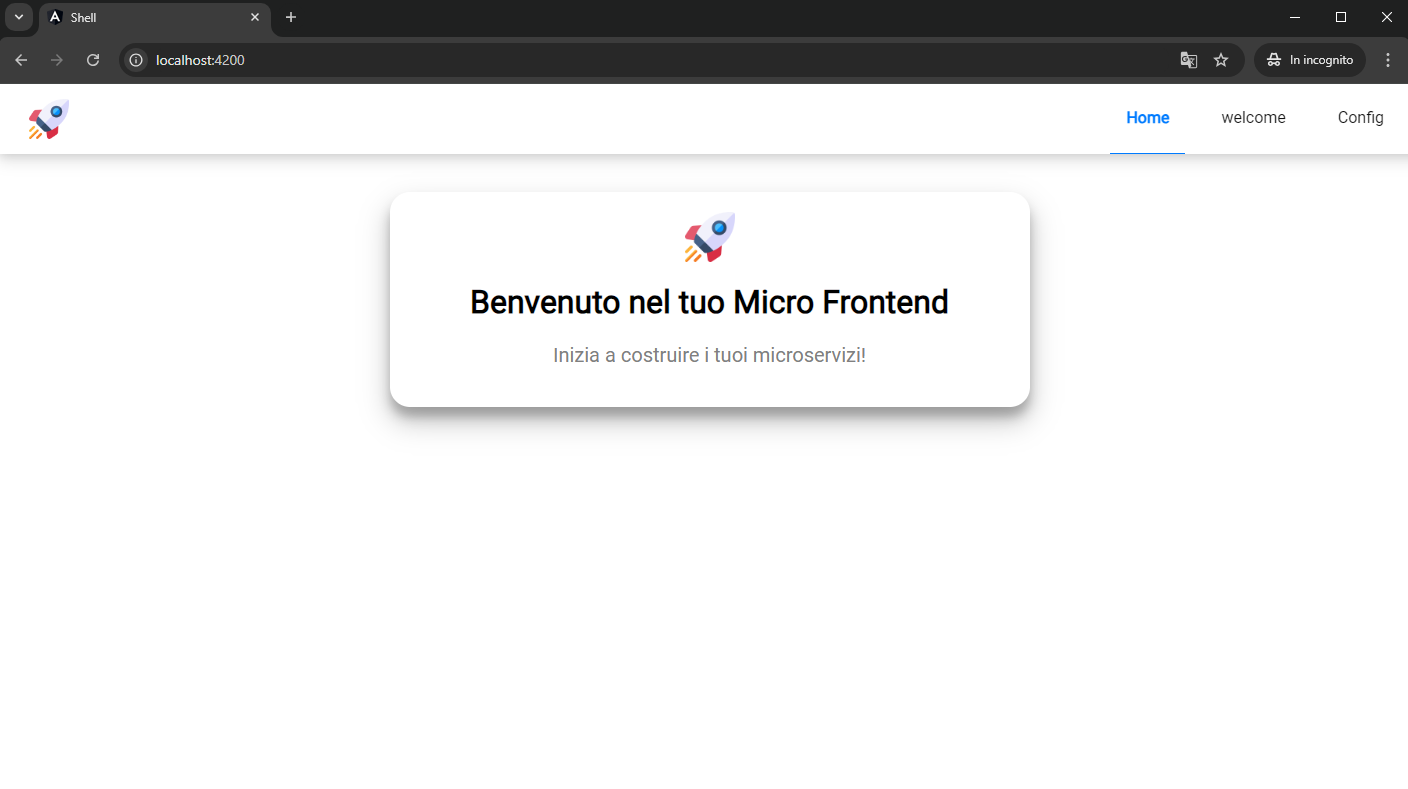 Shell
localhost:4200
In incognito
Home
welcome
Config
Benvenuto nel tuo Micro Frontend
Inizia a costruire i tuoi microservizi!